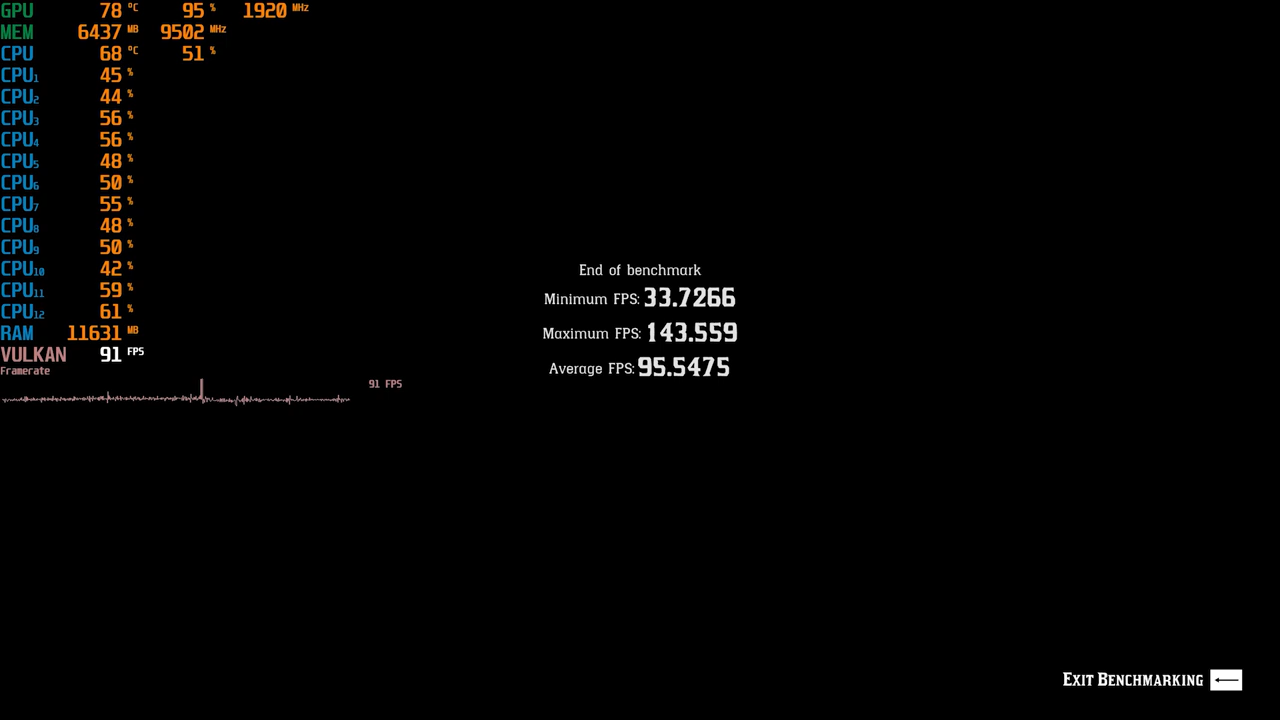 GPU 78 °C 95 % 1920 MHz
MEM 6437 MB 9502 MHz
CPU 68 °C 51 %
CPU1 45 %
CPU2 44 %
CPU3 56 %
CPU4 56 %
CPU5 48 %
CPU6 50 %
CPU7 55 %
CPU8 48 %
CPU9 50 %
CPU10 42 %
CPU11 59 %
CPU12 61 %
RAM 11631 MB
VULKAN 91 FPS
Framerate
91 FPS
End of benchmark
Minimum FPS: 33.7266
Maximum FPS: 143.559
Average FPS: 95.5475
Exit Benchmarking